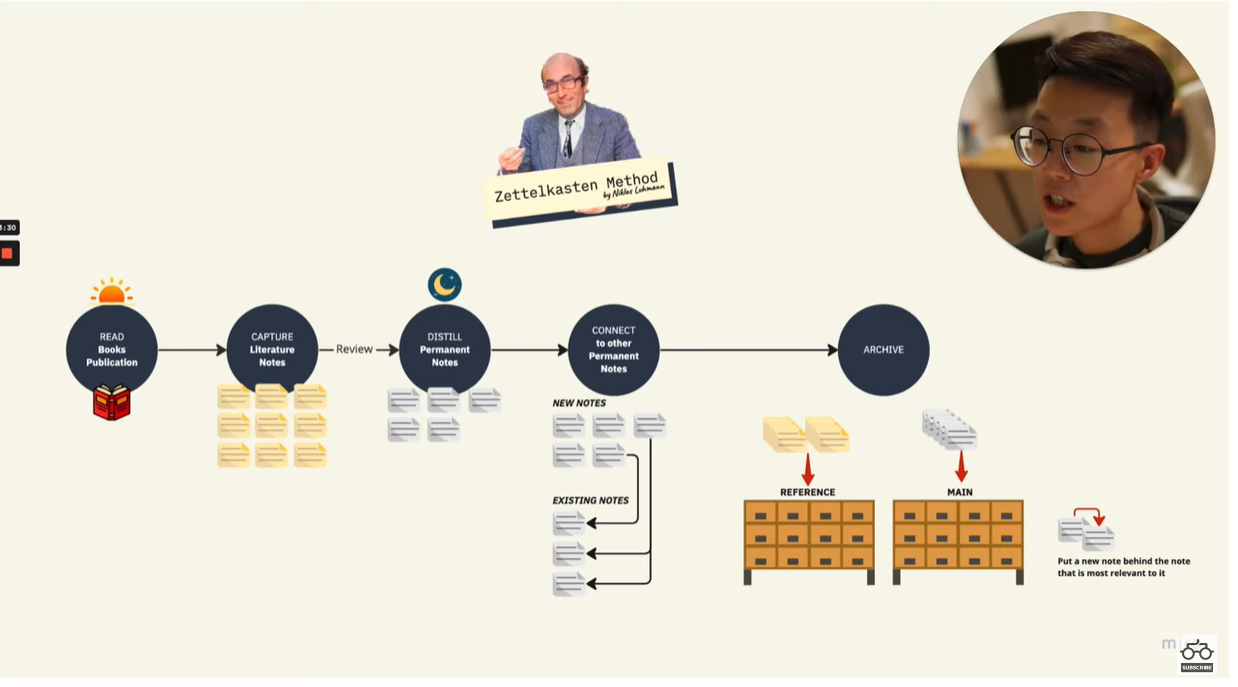 Zettelkasten Method
by Niklas Luhmann
:30
READ
Books
Publication
CAPTURE
Literature
Notes
Review
DISTILL
Permanent
Notes
CONNECT
to other
Permanent
Notes
ARCHIVE
NEW NOTES
EXISTING NOTES
REFERENCE
MAIN
Put a new note behind the note
that is most relevant to it
SUBSCRIBE